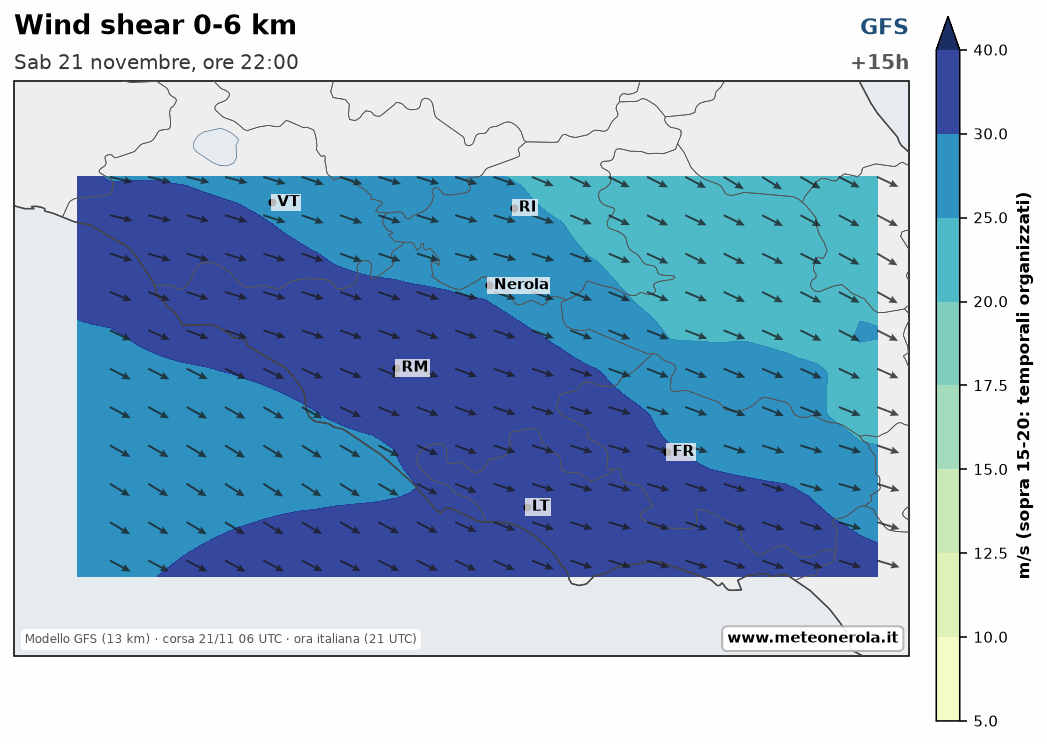 Wind shear 0-6 km
GFS
Sab 21 novembre, ore 22:00
+15h
VT
RI
Nerola
RM
FR
LT
Modello GFS (13 km) · corsa 21/11 06 UTC · ora italiana (21 UTC)
www.meteonerola.it
40.0
30.0
25.0
20.0
17.5
15.0
12.5
10.0
5.0
m/s (sopra 15-20: temporali organizzati)